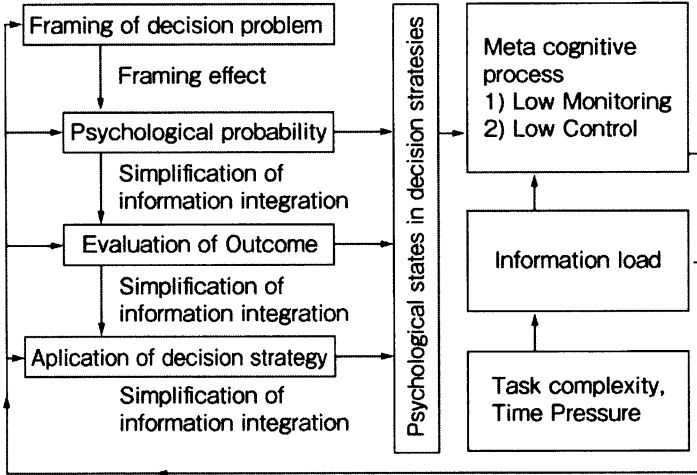 Framing of decision problem
Framing effect
Psychological probability
Simplification of
information integration
Evaluation of Outcome
Simplification of
information integration
Aplication of decision strategy
Simplification of
information integration
Psychological states in decision stratesies
Meta cognitive
process
1) Low Monitoring
2) Low Control
Information load
Task complexity,
Time Pressure